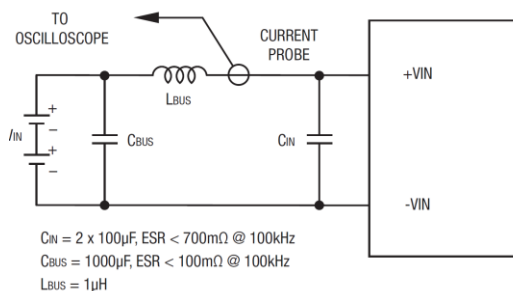 TO
OSCILLOSCOPE
CURRENT
PROBE
LBUS
+VIN
+
−
+
−
IIN
CBUS
CIN
-VIN
CIN = 2 x 100µF, ESR < 700mΩ @ 100kHz
CBUS = 1000µF, ESR < 100mΩ @ 100kHz
LBUS = 1µH